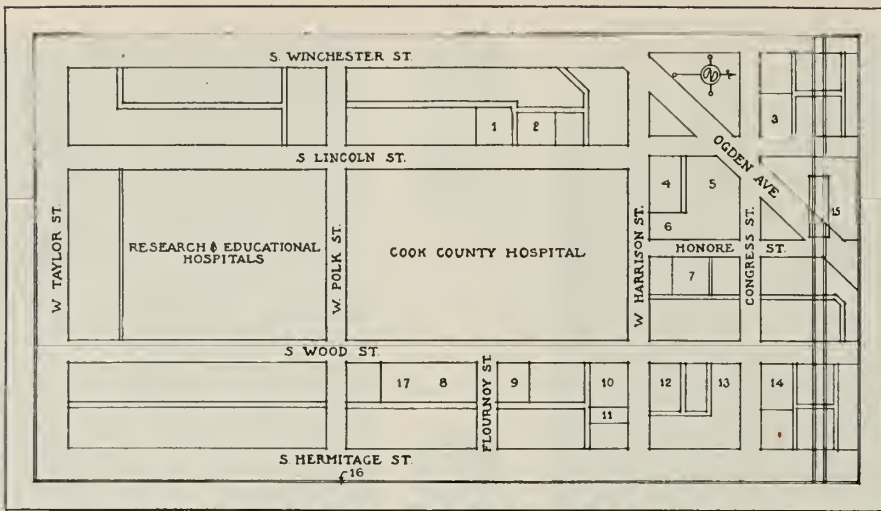 S. WINCHESTER ST.
1
2
3
S LINCOLN ST.
OGDEN AVE
4
5
6
15
W TAYLOR ST.
RESEARCH & EDUCATIONAL
HOSPITALS
W. POLK ST.
COOK COUNTY HOSPITAL
W HARRISON ST.
HONORE ST.
CONGRESS ST.
7
S WOOD ST.
17
8
FLOURNOY ST.
9
10
11
12
13
14
S. HERMITAGE ST.
16